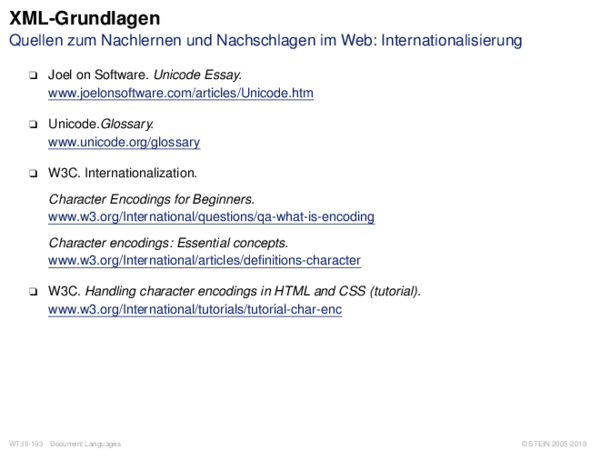 XML-Grundlagen
Quellen zum Nachlernen und Nachschlagen im Web: Internationalisierung
❑ Joel on Software. Unicode Essay.
www.joelonsoftware.com/articles/Unicode.htm
❑ Unicode.Glossary.
www.unicode.org/glossary
❑ W3C. Internationalization.
Character Encodings for Beginners.
www.w3.org/International/questions/qa-what-is-encoding
Character encodings: Essential concepts.
www.w3.org/International/articles/definitions-character
❑ W3C. Handling character encodings in HTML and CSS (tutorial).
www.w3.org/International/tutorials/tutorial-char-enc
WT:III-193 Document Languages
© STEIN 2005-2018